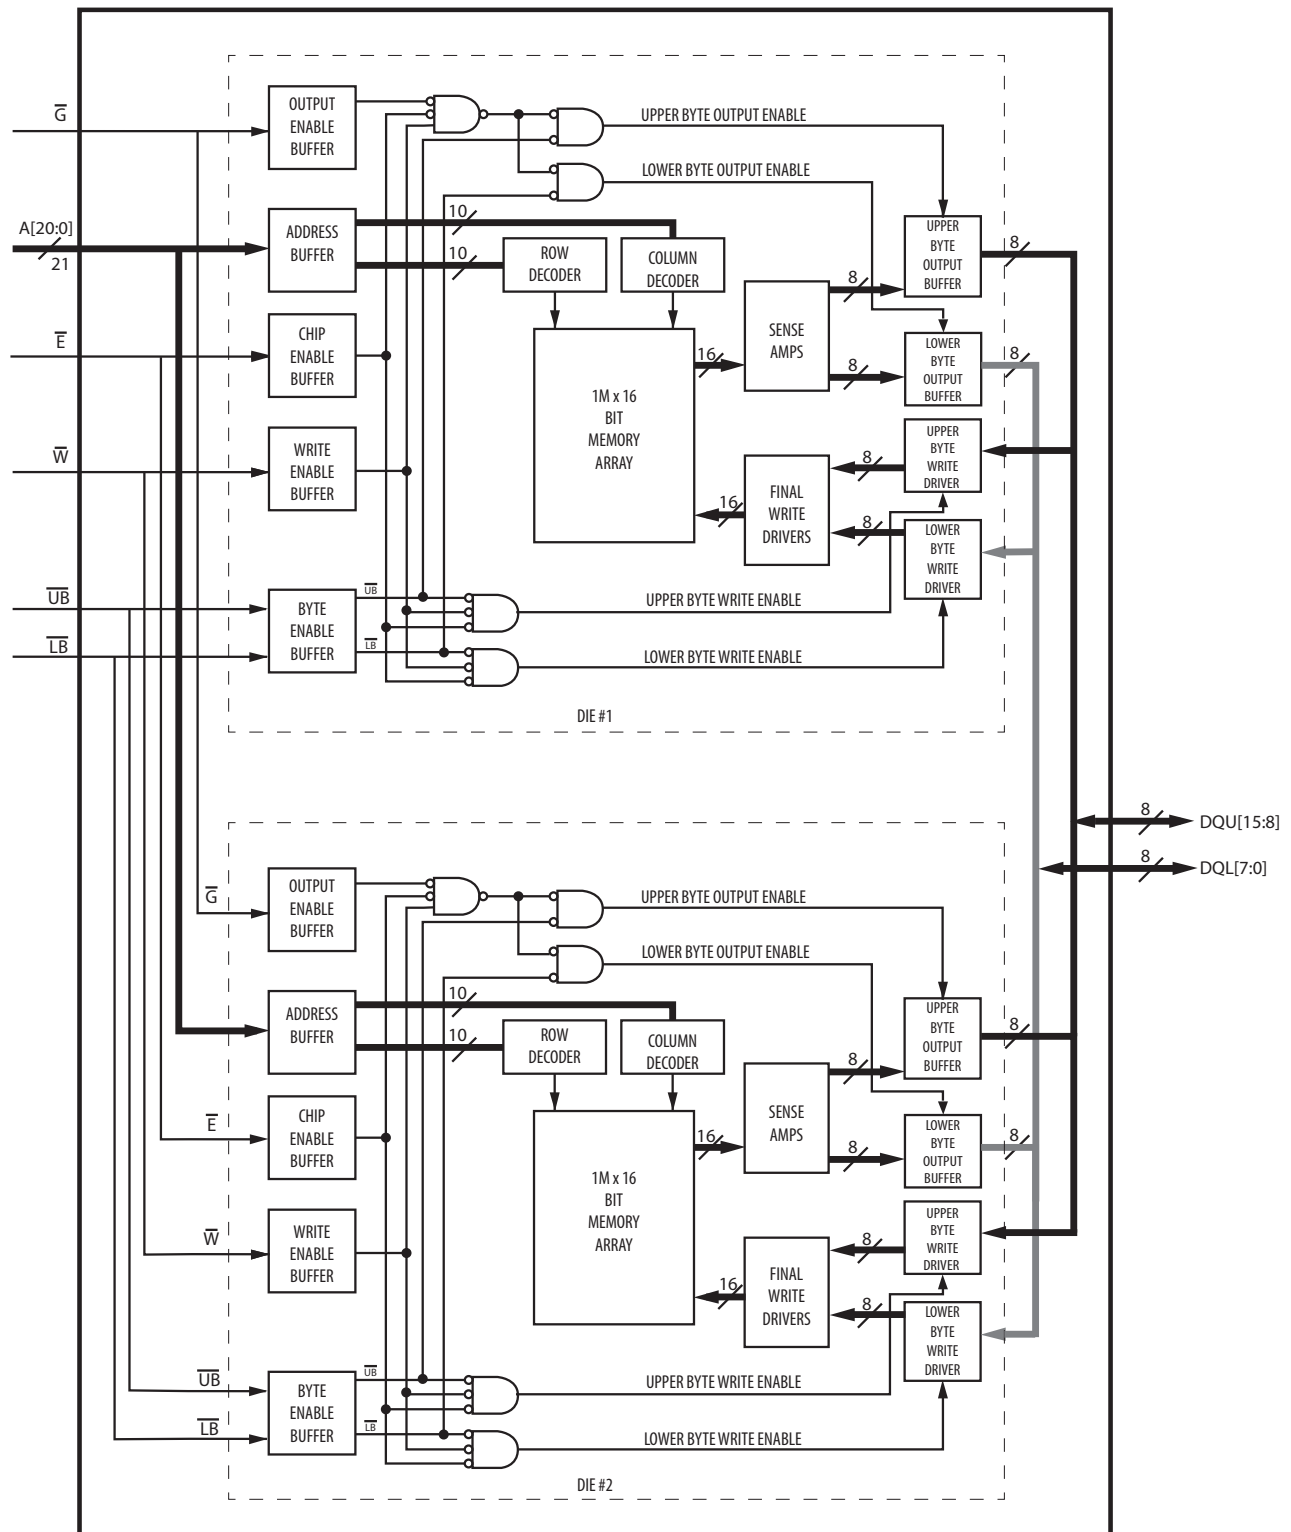 G̅
OUTPUT
ENABLE
BUFFER
UPPER BYTE OUTPUT ENABLE
LOWER BYTE OUTPUT ENABLE
A[20:0]
21
ADDRESS
BUFFER
10
10
ROW
DECODER
COLUMN
DECODER
UPPER
BYTE
OUTPUT
BUFFER
8
E̅
CHIP
ENABLE
BUFFER
1M x 16
BIT
MEMORY
ARRAY
16
SENSE
AMPS
8
8
LOWER
BYTE
OUTPUT
BUFFER
8
W̅
WRITE
ENABLE
BUFFER
16
FINAL
WRITE
DRIVERS
8
8
UPPER
BYTE
WRITE
DRIVER
LOWER
BYTE
WRITE
DRIVER
U̅B̅
L̅B̅
BYTE
ENABLE
BUFFER
U̅B̅
L̅B̅
UPPER BYTE WRITE ENABLE
LOWER BYTE WRITE ENABLE
DIE #1
8
DQU[15:8]
8
DQL[7:0]
G̅
OUTPUT
ENABLE
BUFFER
UPPER BYTE OUTPUT ENABLE
LOWER BYTE OUTPUT ENABLE
ADDRESS
BUFFER
10
10
ROW
DECODER
COLUMN
DECODER
UPPER
BYTE
OUTPUT
BUFFER
8
E̅
CHIP
ENABLE
BUFFER
1M x 16
BIT
MEMORY
ARRAY
16
SENSE
AMPS
8
8
LOWER
BYTE
OUTPUT
BUFFER
8
W̅
WRITE
ENABLE
BUFFER
16
FINAL
WRITE
DRIVERS
8
8
UPPER
BYTE
WRITE
DRIVER
LOWER
BYTE
WRITE
DRIVER
U̅B̅
L̅B̅
BYTE
ENABLE
BUFFER
U̅B̅
L̅B̅
UPPER BYTE WRITE ENABLE
LOWER BYTE WRITE ENABLE
DIE #2